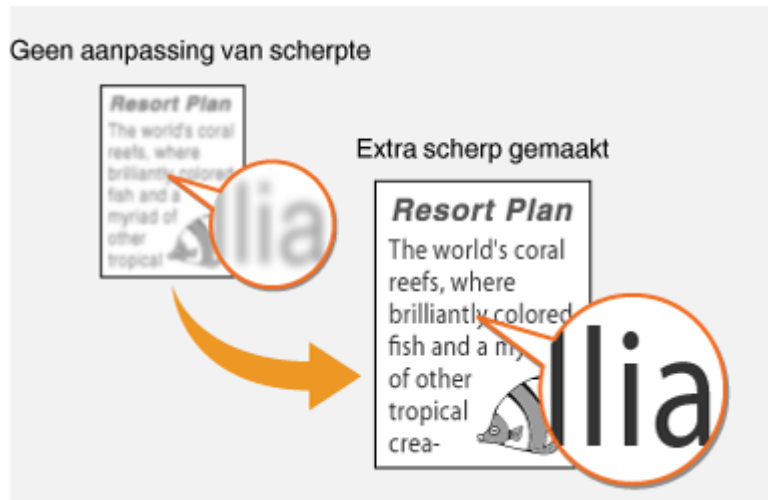 Geen aanpassing van scherpte
Resort Plan
The world's coral
reefs, where
brilliantly colored
fish and a
myriad of
other
tropical
llia
Extra scherp gemaakt
Resort Plan
The world's coral
reefs, where
brilliantly colored
fish and a my
of other
tropical
crea-
llia